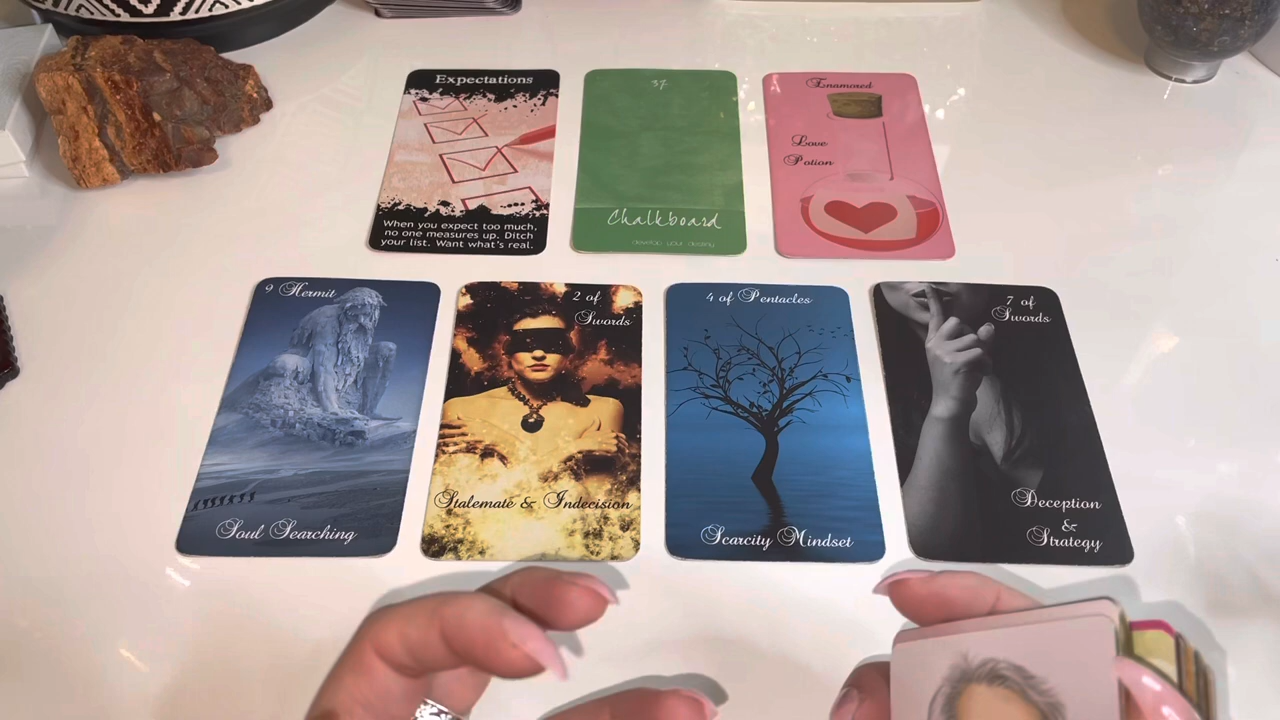 Expectations
When you expect too much,
no one measures up. Ditch
your list. Want what's real.
37
Chalkboard
develop your destiny
Enamored
Love
Potion
9 Hermit
Soul Searching
2 of
Swords
Stalemate & Indecision
4 of Pentacles
Scarcity Mindset
7 of
Swords
Deception
&
Strategy